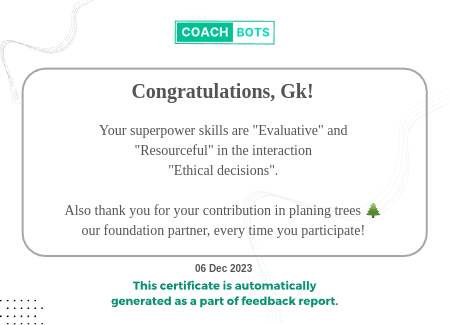 COACH BOTS
Congratulations, Gk!
Your superpower skills are "Evaluative" and
"Resourceful" in the interaction
"Ethical decisions".
Also thank you for your contribution in planing trees 🌲
our foundation partner, every time you participate!
06 Dec 2023
This certificate is automatically
generated as a part of feedback report.